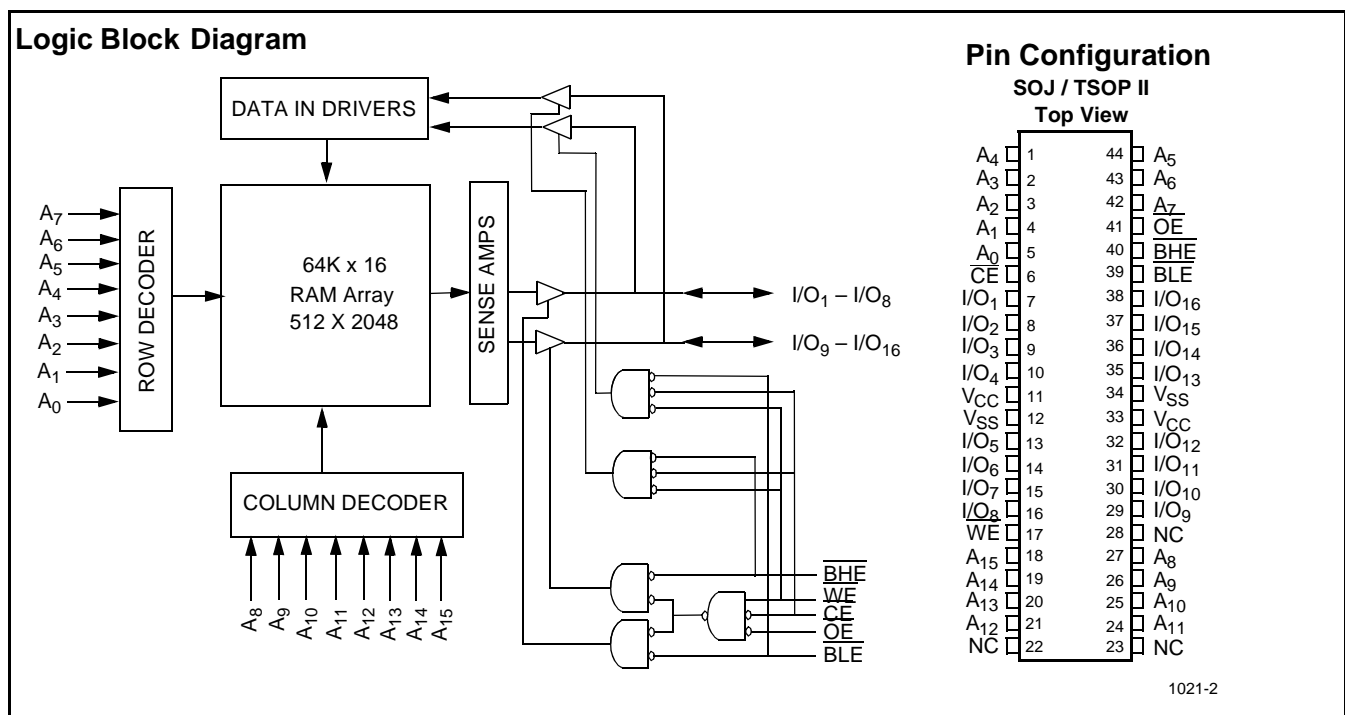 Logic Block Diagram
DATA IN DRIVERS
A7
A6
A5
A4
A3
A2
A1
A0
ROW DECODER
64K x 16
RAM Array
512 X 2048
SENSE AMPS
I/O1 – I/O8
I/O9 – I/O16
COLUMN DECODER
A8
A9
A10
A11
A12
A13
A14
A15
BHE
WE
CE
OE
BLE
Pin Configuration
SOJ / TSOP II
Top View
A4 1 44 A5
A3 2 43 A6
A2 3 42 A7
A1 4 41 OE
A0 5 40 BHE
CE 6 39 BLE
I/O1 7 38 I/O16
I/O2 8 37 I/O15
I/O3 9 36 I/O14
I/O4 10 35 I/O13
VCC 11 34 VSS
VSS 12 33 VCC
I/O5 13 32 I/O12
I/O6 14 31 I/O11
I/O7 15 30 I/O10
I/O8 16 29 I/O9
WE 17 28 NC
A15 18 27 A8
A14 19 26 A9
A13 20 25 A10
A12 21 24 A11
NC 22 23 NC
1021-2